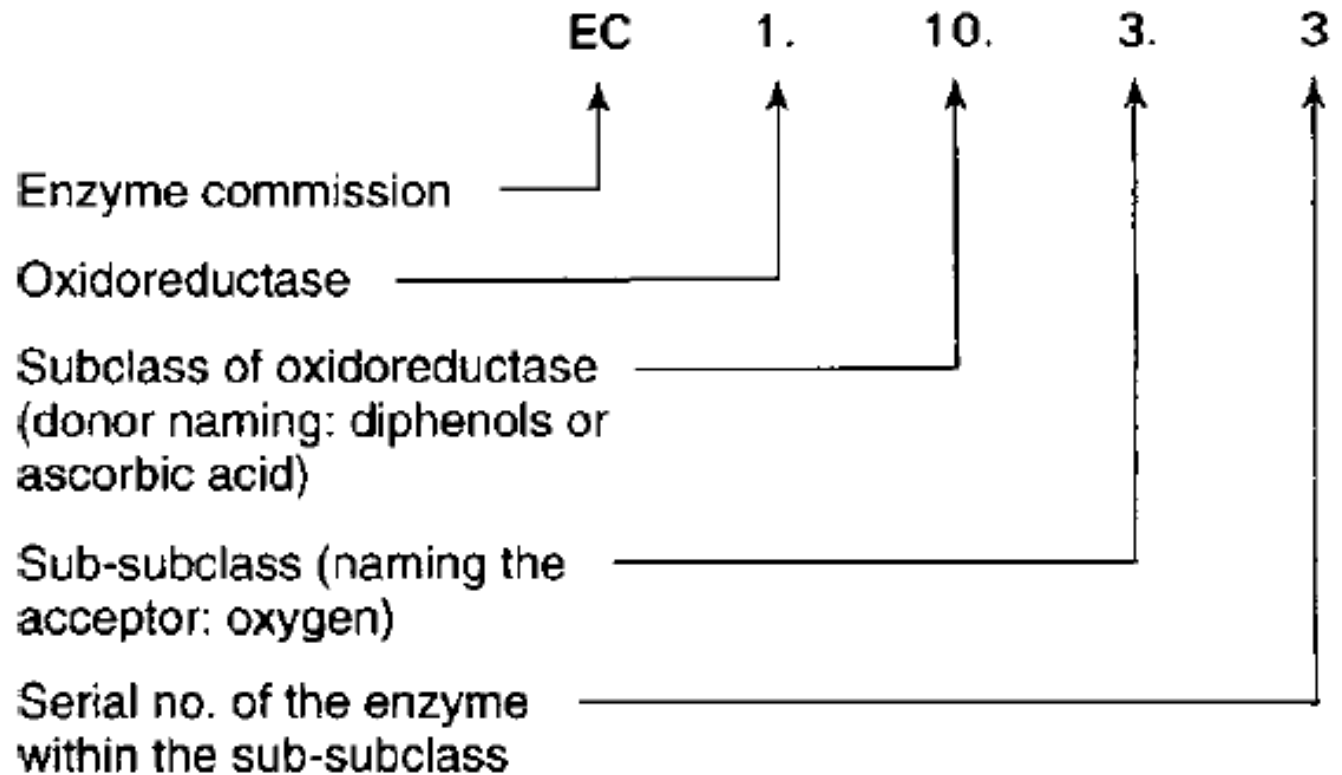 EC 1. 10. 3. 3
Enzyme commission
Oxidoreductase
Subclass of oxidoreductase
(donor naming: diphenols or
ascorbic acid)
Sub-subclass (naming the
acceptor: oxygen)
Serial no. of the enzyme
within the sub-subclass